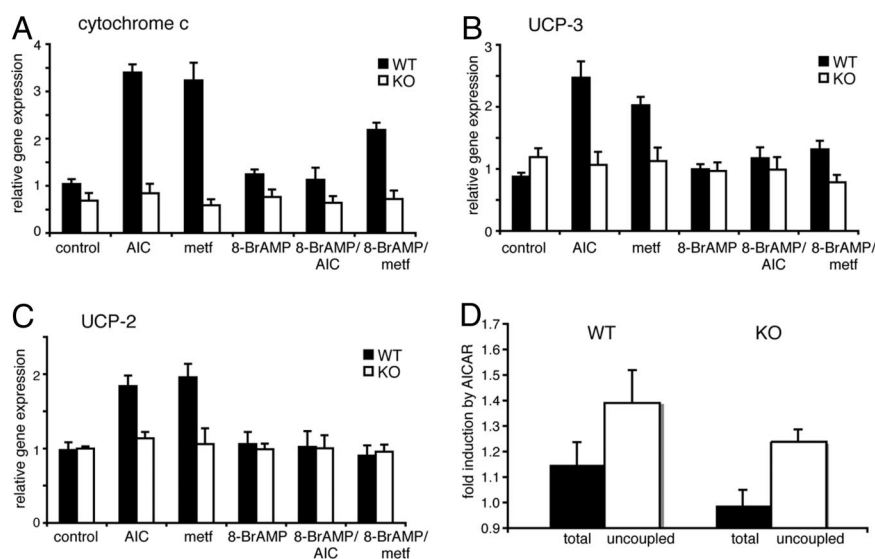 A
cytochrome c
relative gene expression
4
3
2
1
0
WT
KO
control
AIC
metf
8-BrAMP
8-BrAMP/
AIC
8-BrAMP/
metf
B
UCP-3
relative gene expression
3
2
1
0
WT
KO
control
AIC
metf
8-BrAMP
8-BrAMP/
AIC
8-BrAMP/
metf
C
UCP-2
relative gene expression
2
1
0
WT
KO
control
AIC
metf
8-BrAMP
8-BrAMP/
AIC
8-BrAMP/
metf
D
fold induction by AICAR
1.7
1.6
1.5
1.4
1.3
1.2
1.1
1.0
0.9
WT
KO
total
uncoupled
total
uncoupled